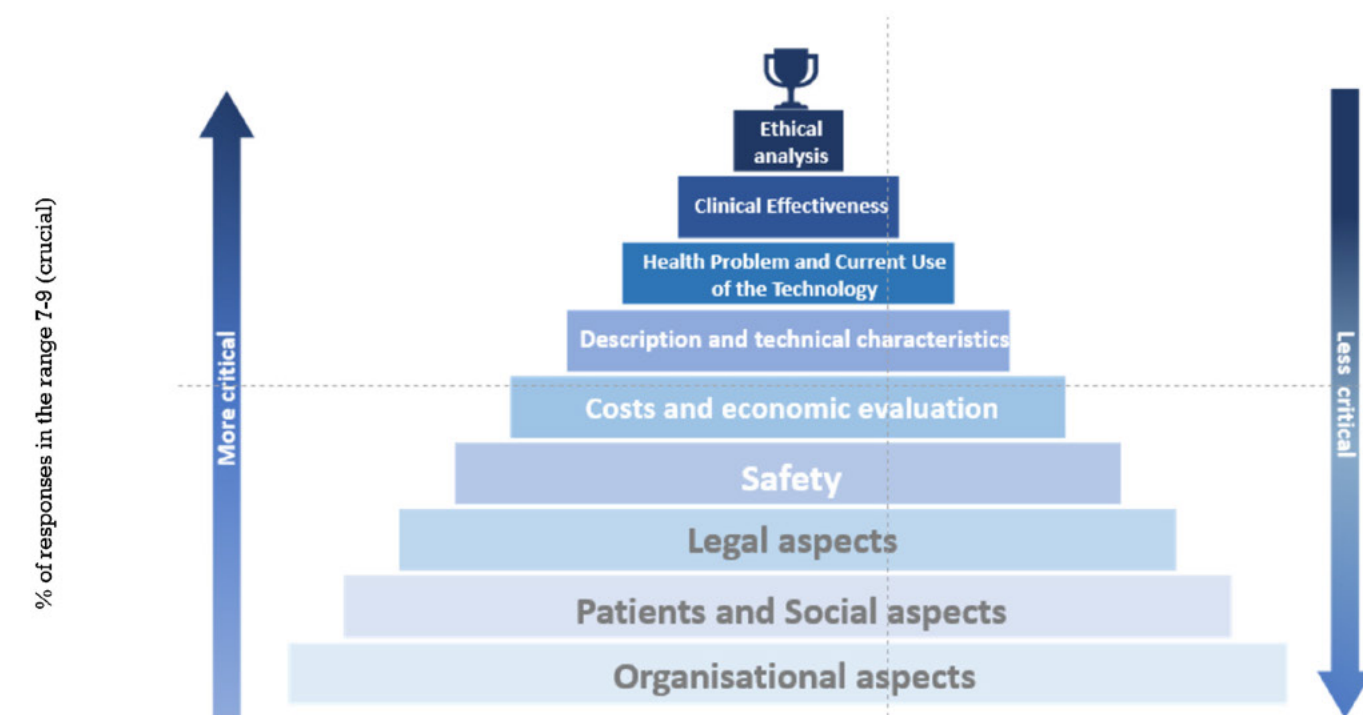 % of responses in the range 7-9 (crucial)
More critical
Ethical
analysis
Clinical Effectiveness
Health Problem and Current Use
of the Technology
Description and technical characteristics
Costs and economic evaluation
Safety
Legal aspects
Patients and Social aspects
Organisational aspects
Less critical